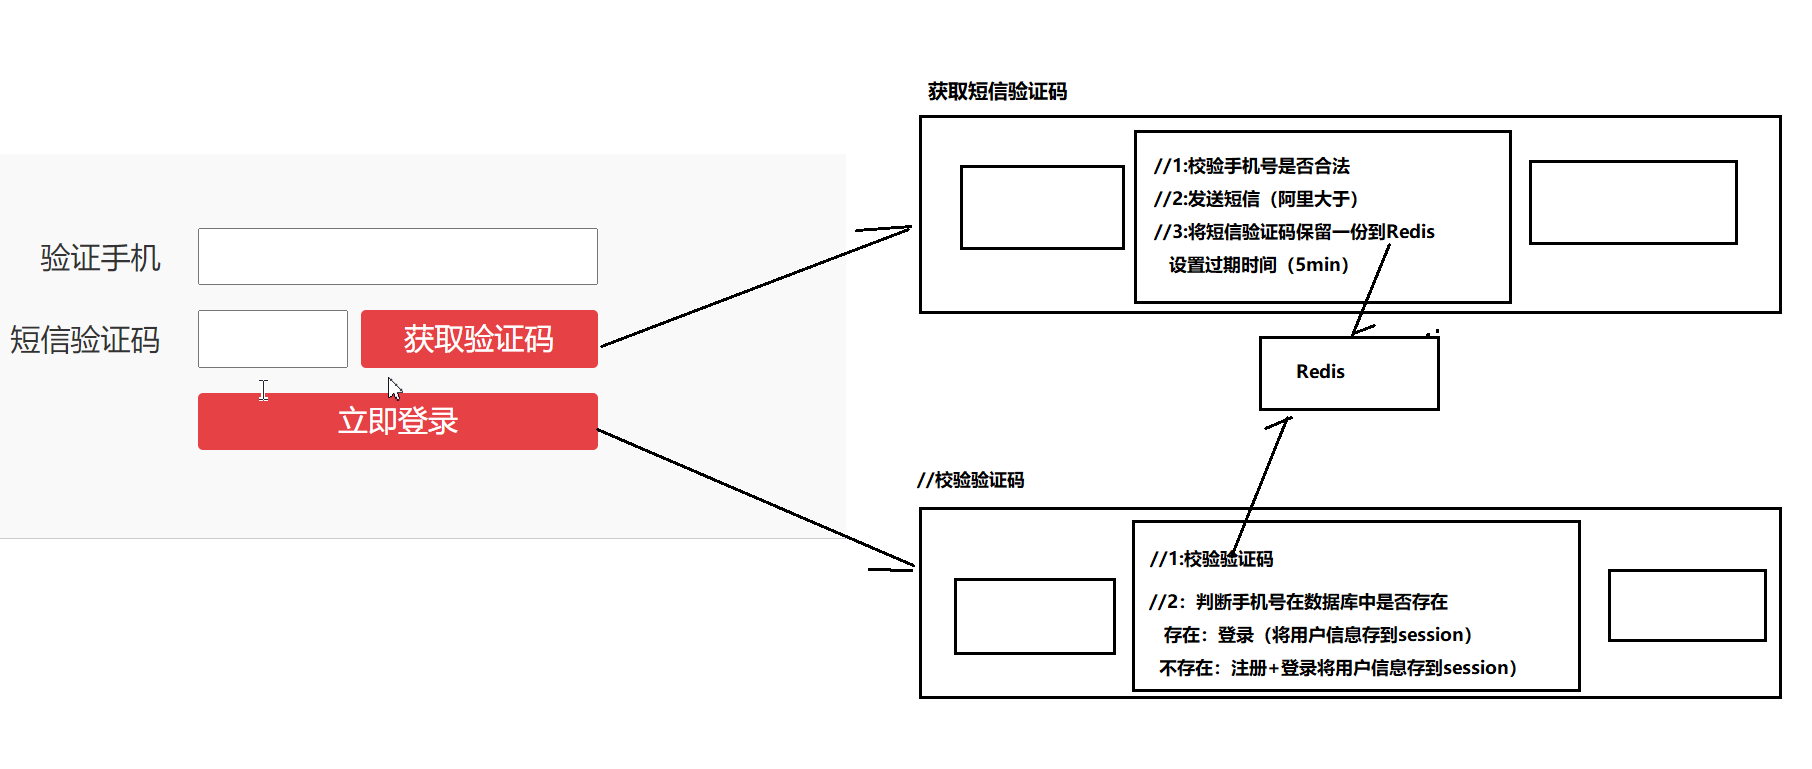 验证手机
短信验证码
获取验证码
立即登录
获取短信验证码
//1:校验手机号是否合法
//2:发送短信（阿里大于）
//3:将短信验证码保留一份到Redis
设置过期时间（5min）
Redis
//校验验证码
//1:校验验证码
//2：判断手机号在数据库中是否存在
存在：登录（将用户信息存到session）
不存在：注册+登录将用户信息存到session）